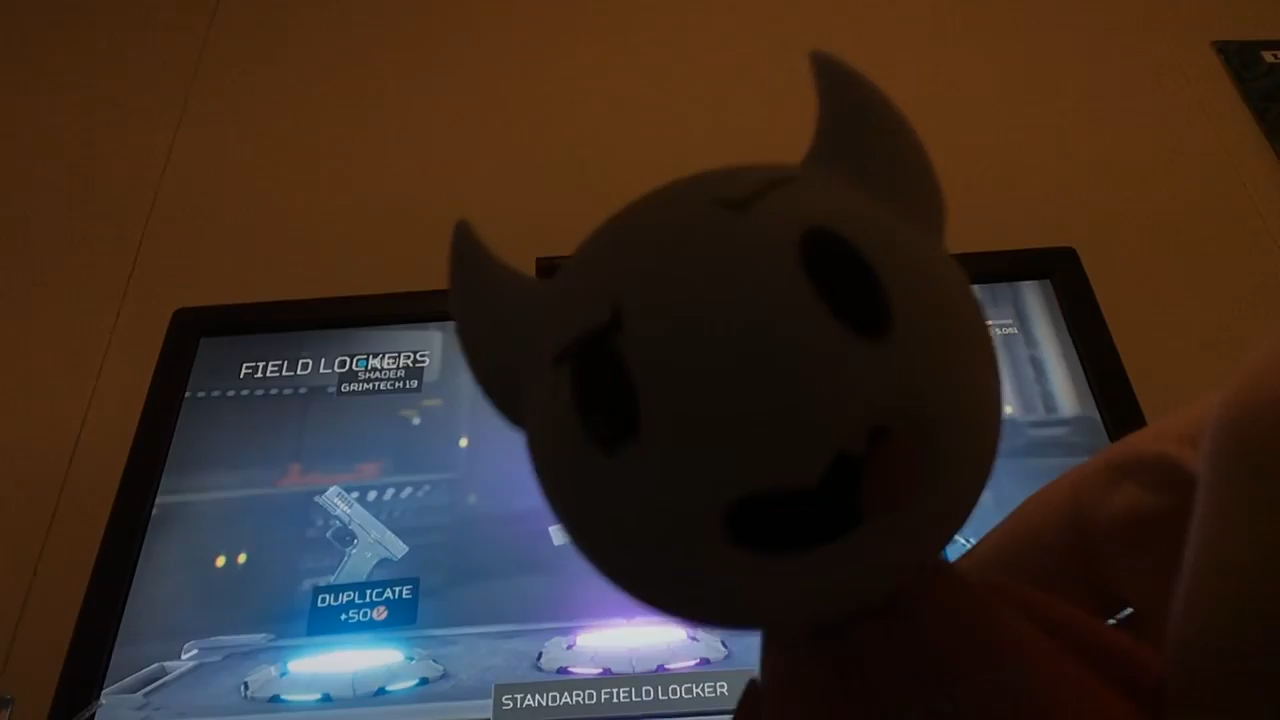 FIELD LOCKERS
SHADER
GRIMTECH 19
DUPLICATE
+50
STANDARD FIELD LOCKER